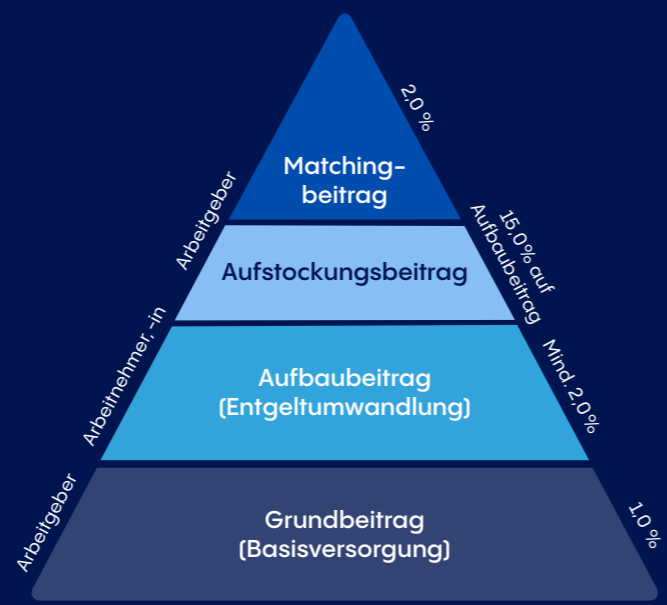 2,0 %
Matching-
beitrag
Arbeitgeber
15,0% auf
Aufbaubeitrag
Aufstockungsbeitrag
Arbeitnehmer, -in
Mind. 2,0%
Aufbaubeitrag
(Entgeltumwandlung)
Arbeitgeber
1,0 %
Grundbeitrag
(Basisversorgung)